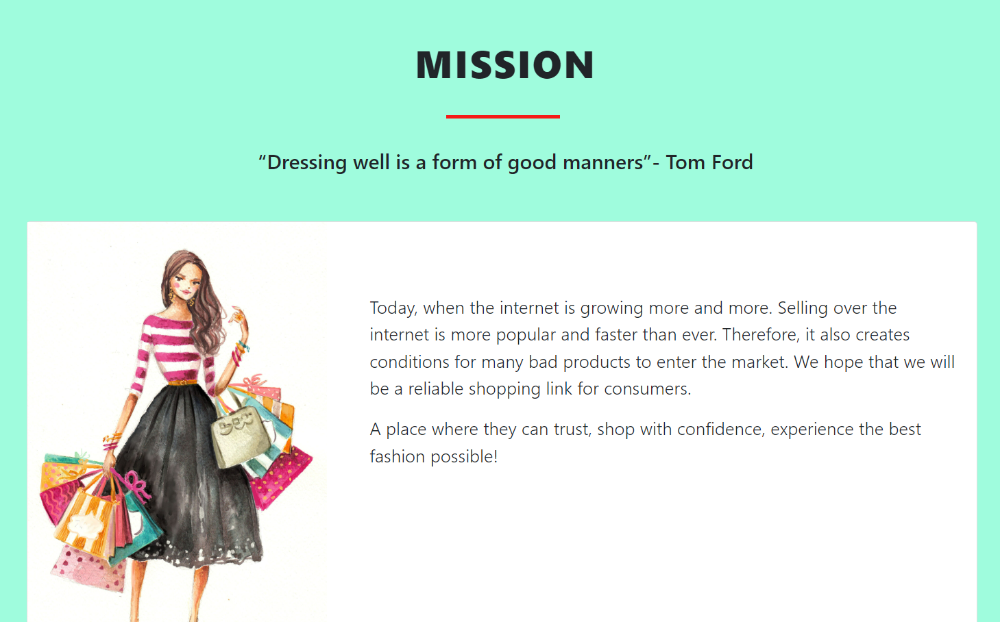 MISSION
“Dressing well is a form of good manners”- Tom Ford
Today, when the internet is growing more and more. Selling over the
internet is more popular and faster than ever. Therefore, it also creates
conditions for many bad products to enter the market. We hope that we will
be a reliable shopping link for consumers.
A place where they can trust, shop with confidence, experience the best
fashion possible!